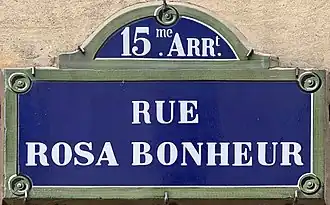 15me. ARRt.
RUE
ROSA BONHEUR